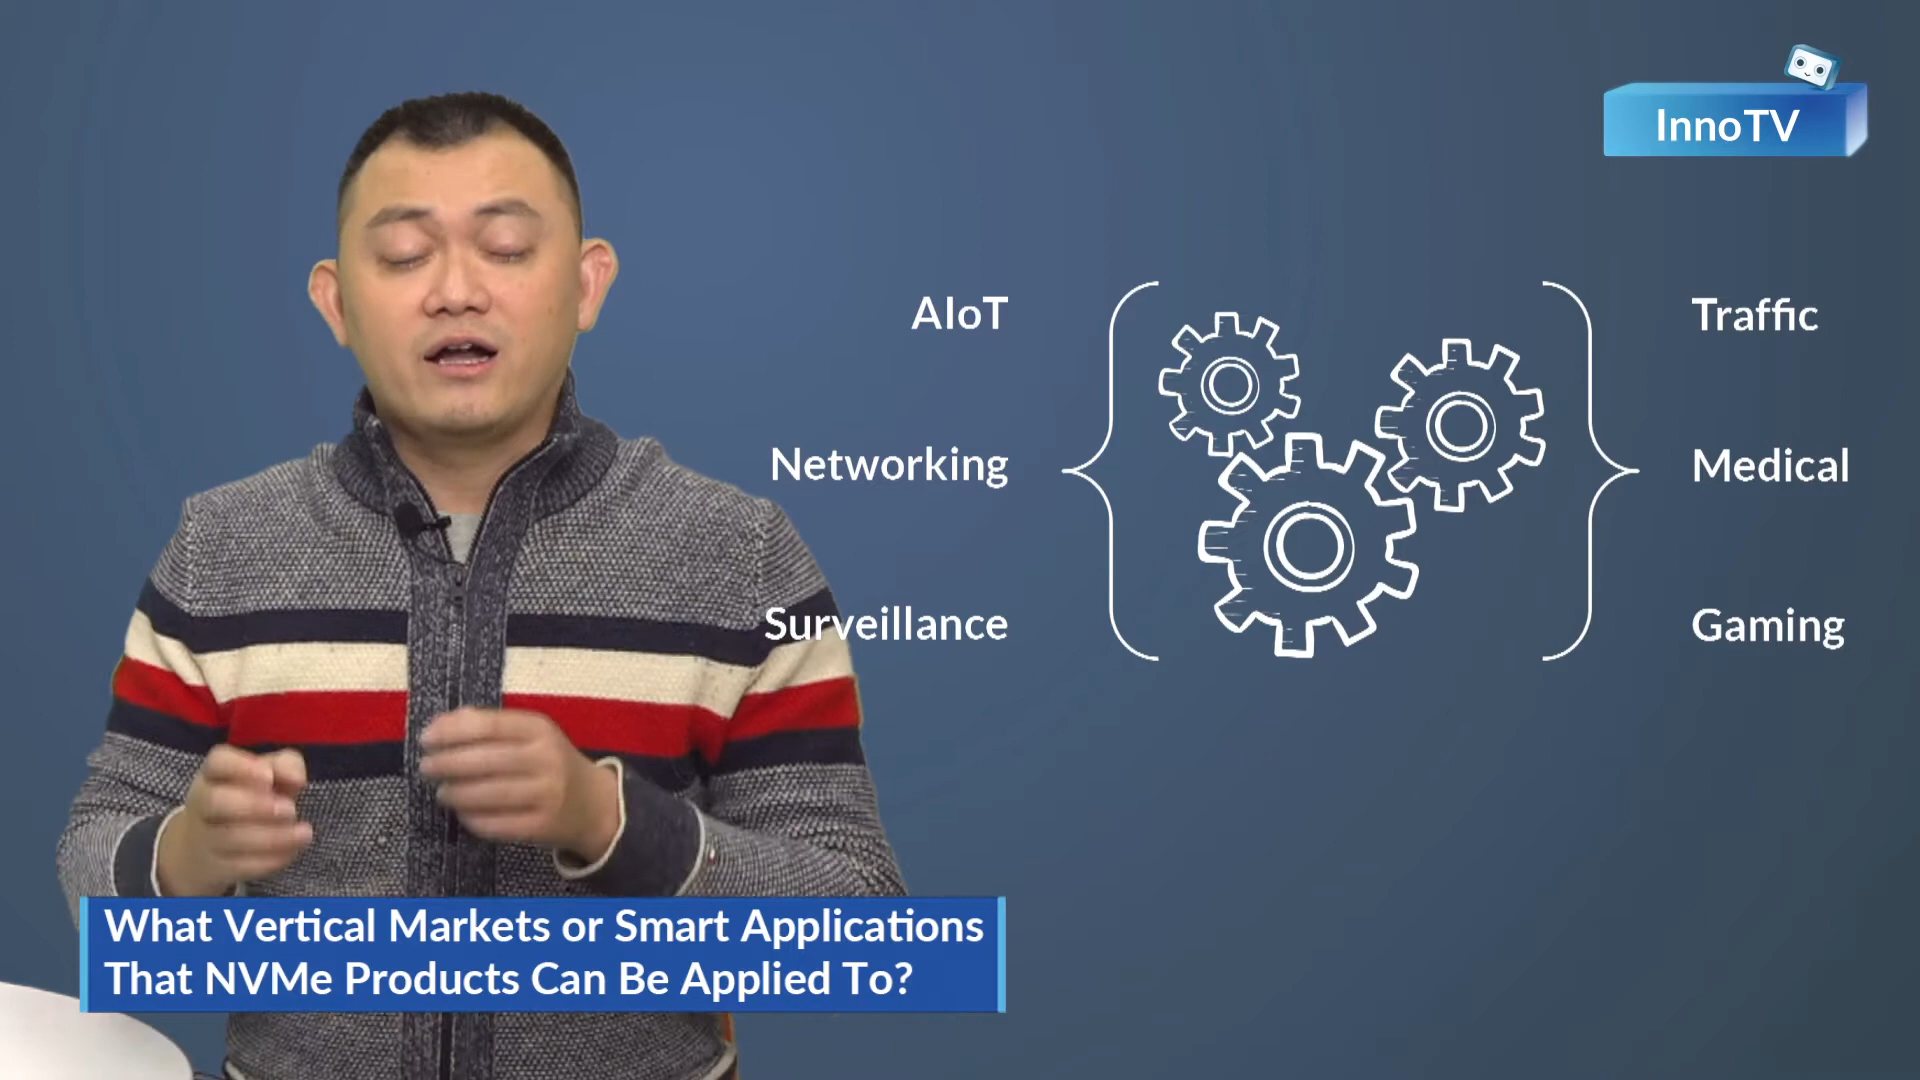 InnoTV
AIoT
Networking
Surveillance
Traffic
Medical
Gaming
What Vertical Markets or Smart Applications
That NVMe Products Can Be Applied To?